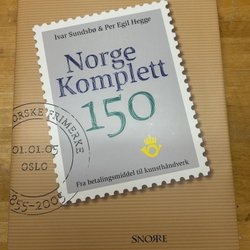 Ivar Sundsbø & Per Egil Hegge
Norge
Komplett
150
Fra betalingsmiddel til kunsthåndverk
NORSKE FRIMERKE
01.01.05
OSLO
1855-200
SNORRE